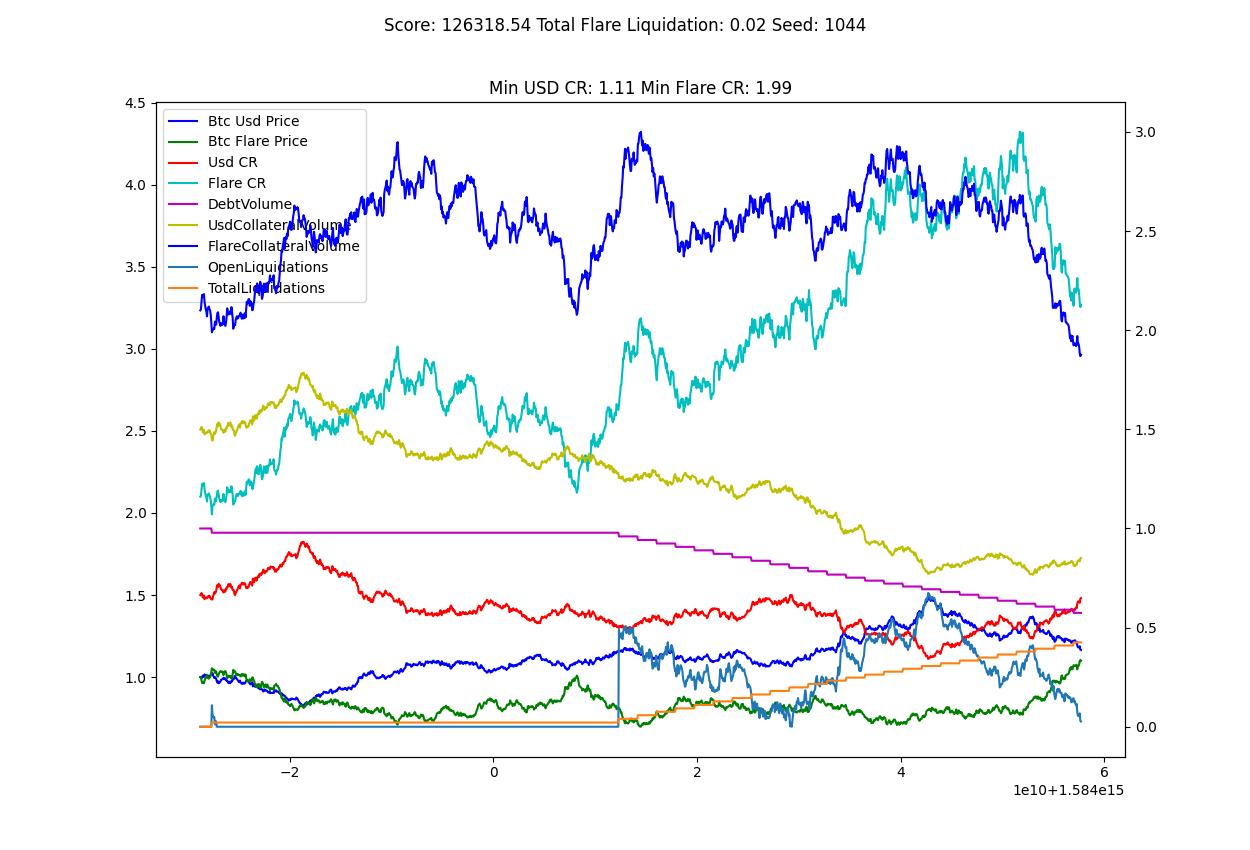 Score: 126318.54 Total Flare Liquidation: 0.02 Seed: 1044
Min USD CR: 1.11 Min Flare CR: 1.99
4.5
4.0
3.5
3.0
2.5
2.0
1.5
1.0
Btc Usd Price
Btc Flare Price
Usd CR
Flare CR
DebtVolume
UsdCollateralVolume
FlareCollateralVolume
OpenLiquidations
TotalLiquidations
3.0
2.5
2.0
1.5
1.0
0.5
0.0
−2 0 2 4 6
1e10+1.584e15